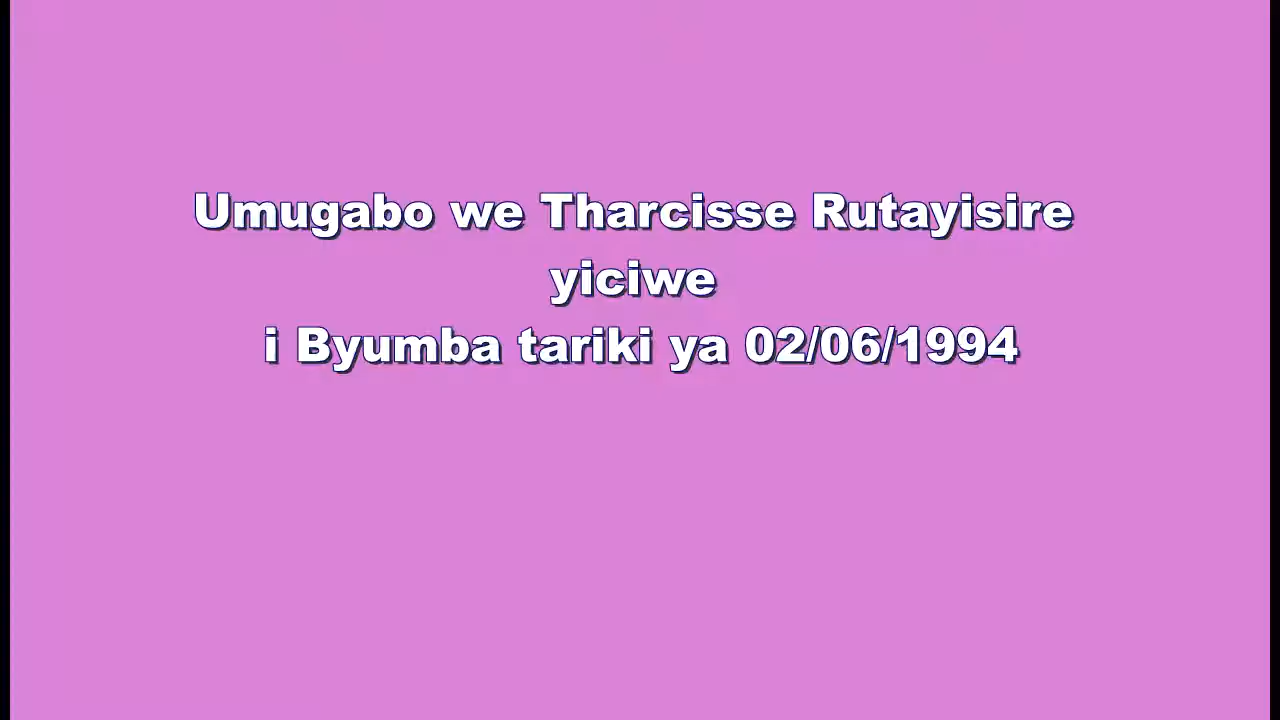 Umugabo we Tharcisse Rutayisire
yiciwe
i Byumba tariki ya 02/06/1994